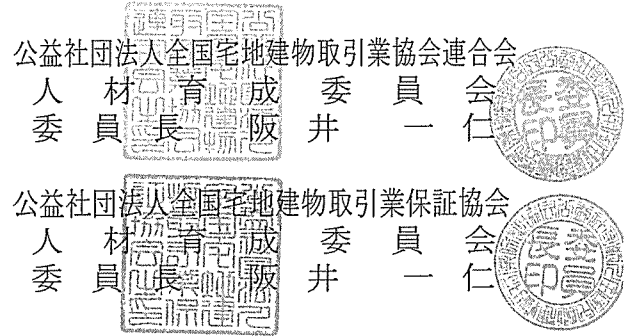 公益社団法人全国宅地建物取引業協会連合会
人材育成委員会
委員長 阪井一仁
公益社団法人全国宅地建物取引業保証協会
人材育成委員会
委員長 阪井一仁